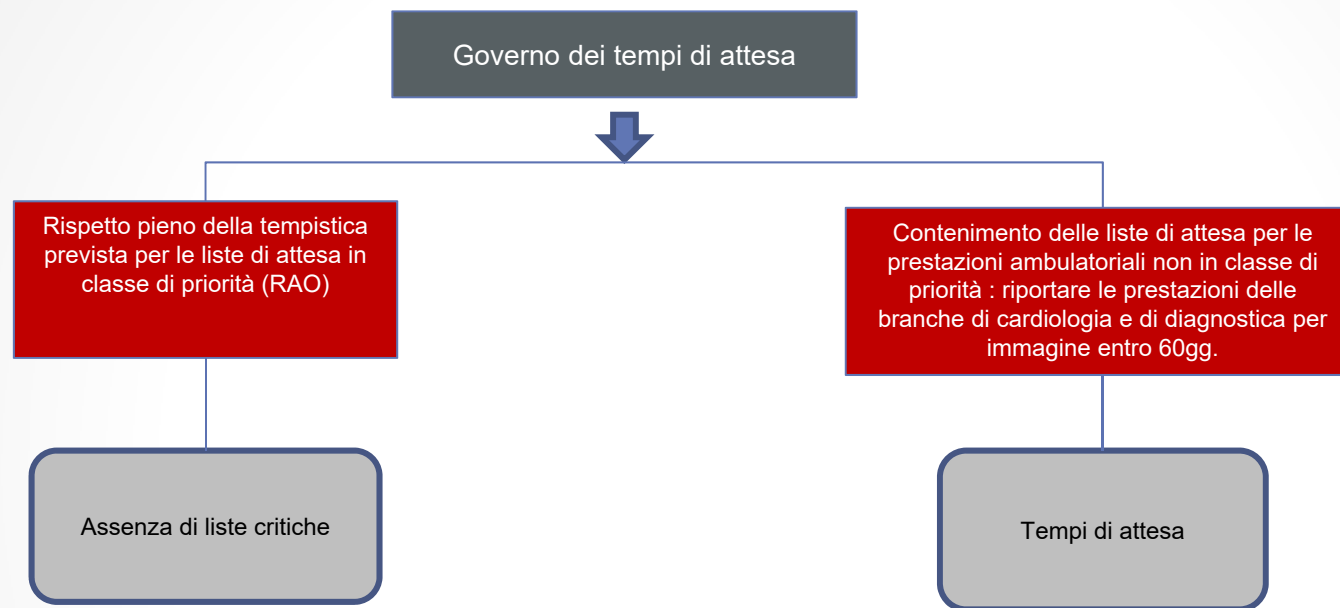 Governo dei tempi di attesa
Rispetto pieno della tempistica
prevista per le liste di attesa in
classe di priorità (RAO)
Contenimento delle liste di attesa per le
prestazioni ambulatoriali non in classe di
priorità : riportare le prestazioni delle
branche di cardiologia e di diagnostica per
immagine entro 60gg.
Assenza di liste critiche
Tempi di attesa